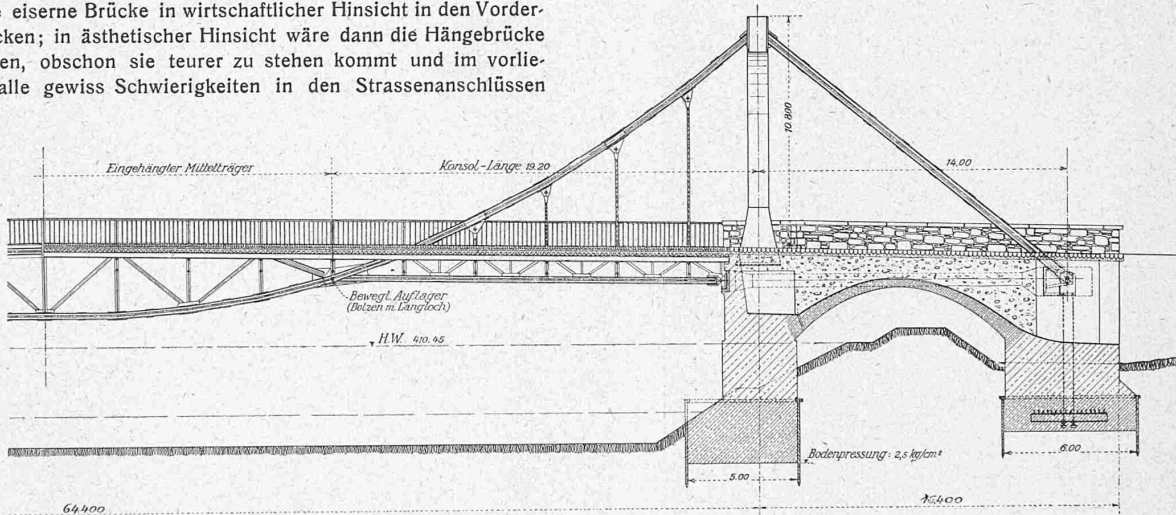 eiserne Brücke in wirtschaftlicher Hinsicht in den Vorder-
cken; in ästhetischer Hinsicht wäre dann die Hängebrücke
en, obschon sie teurer zu stehen kommt und im vorlie-
alle gewiss Schwierigkeiten in den Strassenanschlüssen
10.800
Eingehängter Mittelträger
Konsol-Länge 19.20
14.00
Bewegl. Auflager
(Bolzen m. Langloch)
H.W. 410.45
Bodenpressung: 2,5 kg/cm²
5.00
6.00
64.400
15.400